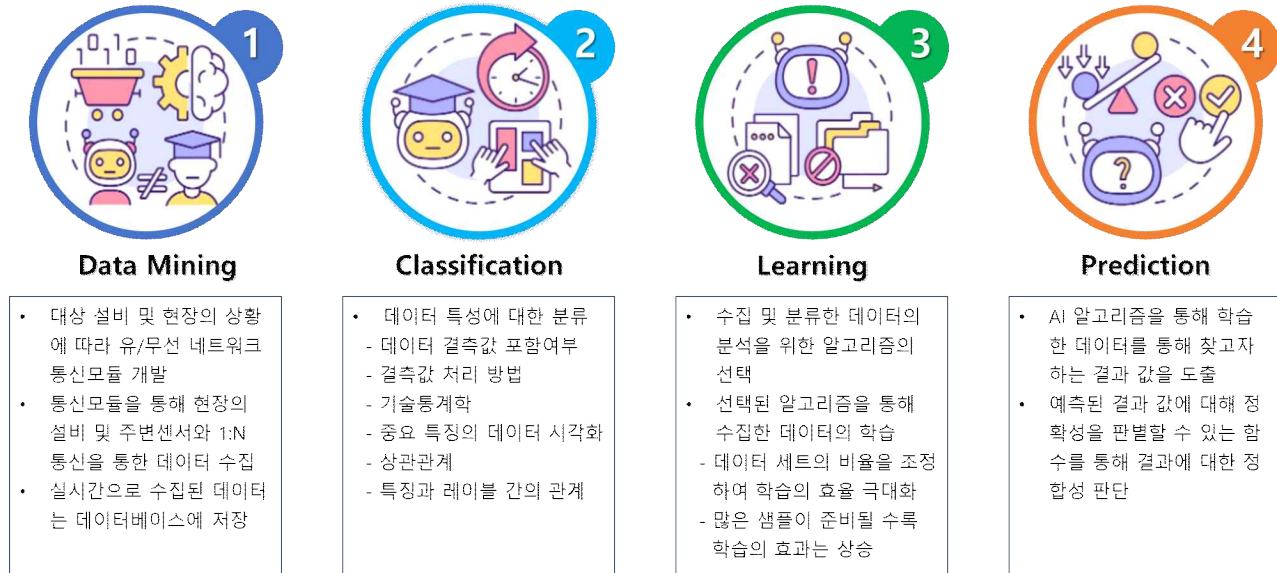 1
Data Mining
• 대상 설비 및 현장의 상황
에 따라 유/무선 네트워크
통신모듈 개발
• 통신모듈을 통해 현장의
설비 및 주변센서와 1:N
통신을 통한 데이터 수집
• 실시간으로 수집된 데이터
는 데이터베이스에 저장
2
Classification
• 데이터 특성에 대한 분류
- 데이터 결측값 포함여부
- 결측값 처리 방법
- 기술통계학
- 중요 특징의 데이터 시각화
- 상관관계
- 특징과 레이블 간의 관계
3
Learning
• 수집 및 분류한 데이터의
분석을 위한 알고리즘의
선택
• 선택된 알고리즘을 통해
수집한 데이터의 학습
- 데이터 세트의 비율을 조정
하여 학습의 효율 극대화
- 많은 샘플이 준비될 수록
학습의 효과는 상승
4
Prediction
• AI 알고리즘을 통해 학습
한 데이터를 통해 찾고자
하는 결과 값을 도출
• 예측된 결과 값에 대해 정
확성을 판별할 수 있는 함
수를 통해 결과에 대한 정
합성 판단